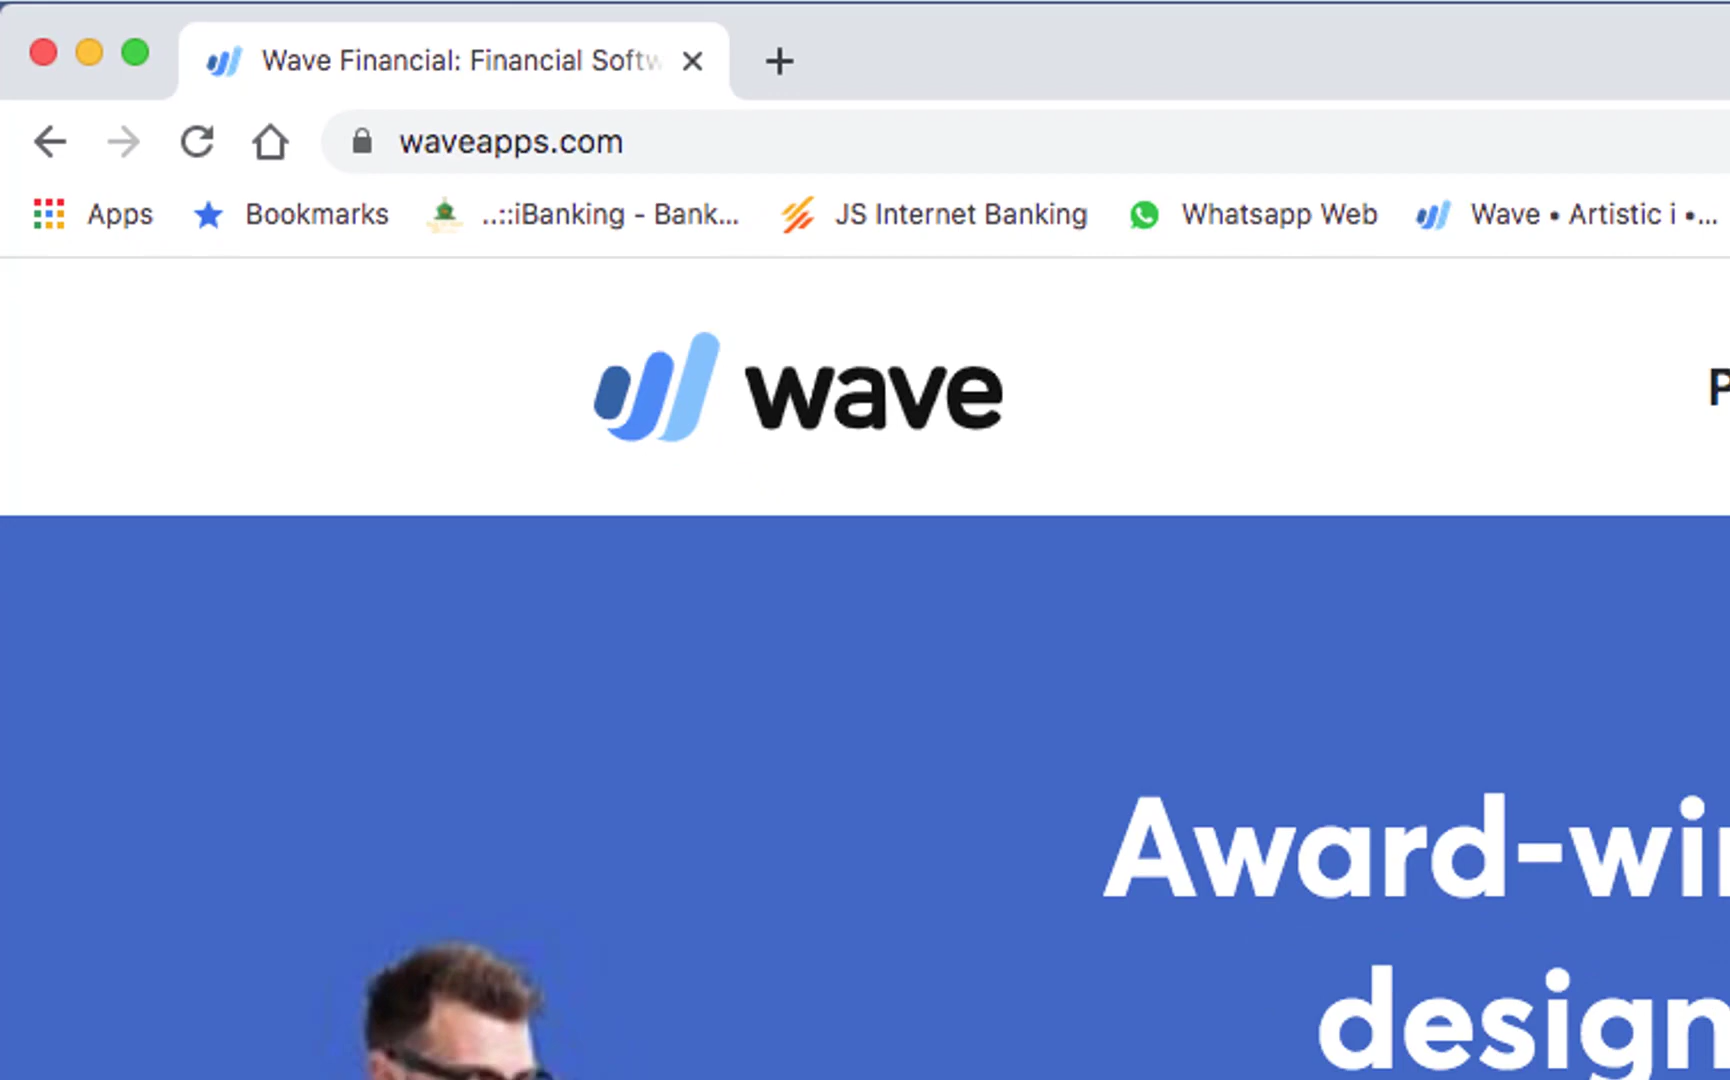 Wave Financial: Financial Softw
waveapps.com
Apps Bookmarks ..::iBanking - Bank... JS Internet Banking Whatsapp Web Wave • Artistic i •...
wave P
Award-wi
design